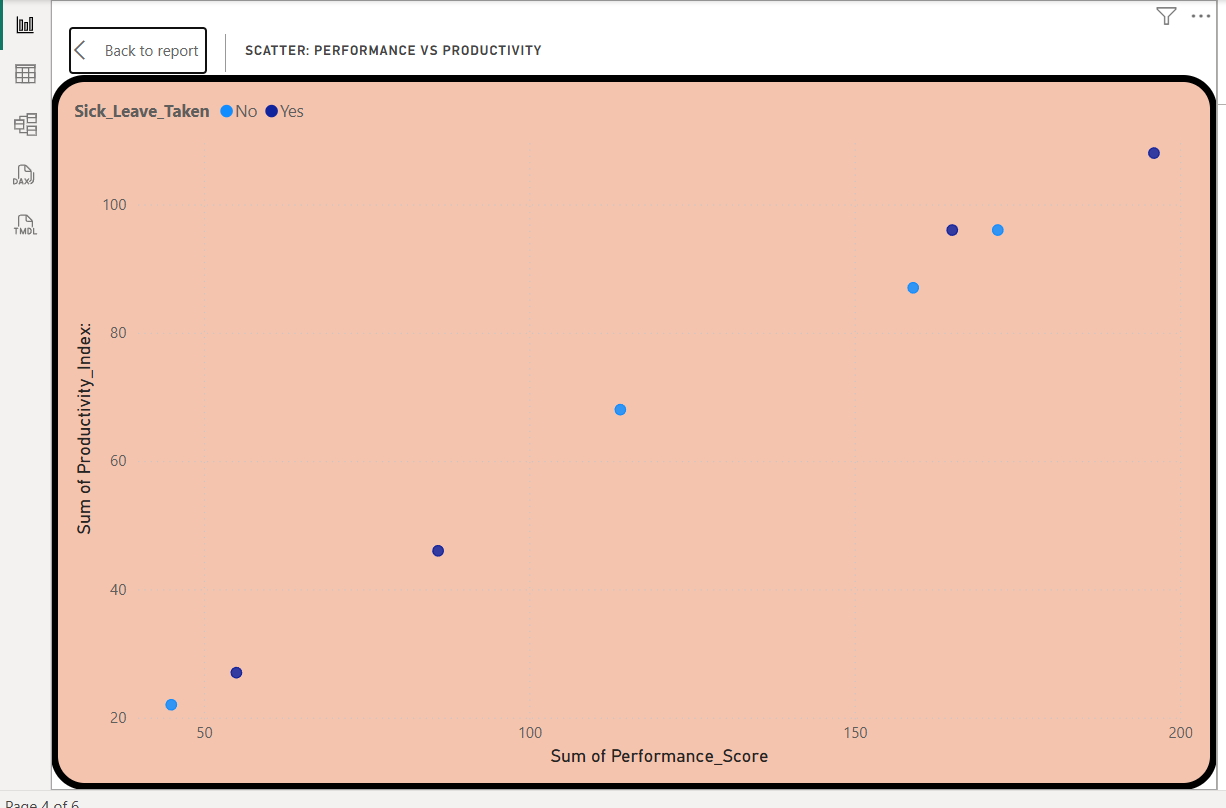 Back to report
SCATTER: PERFORMANCE VS PRODUCTIVITY
DAX
TMDL
Sick_Leave_Taken No Yes
100
80
60
40
20
Sum of Productivity_Index:
50 100 150 200
Sum of Performance_Score
Page 4 of 6